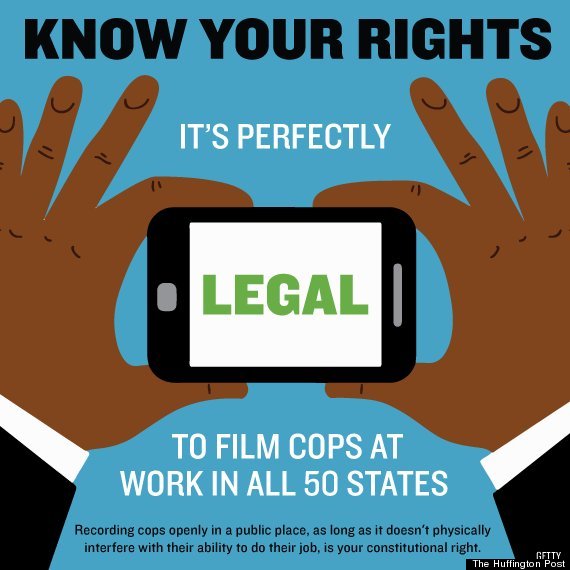 KNOW YOUR RIGHTS
IT'S PERFECTLY
LEGAL
TO FILM COPS AT
WORK IN ALL 50 STATES
Recording cops openly in a public place, as long as it doesn't physically
interfere with their ability to do their job, is your constitutional right.
GETTY
The Huffington Post